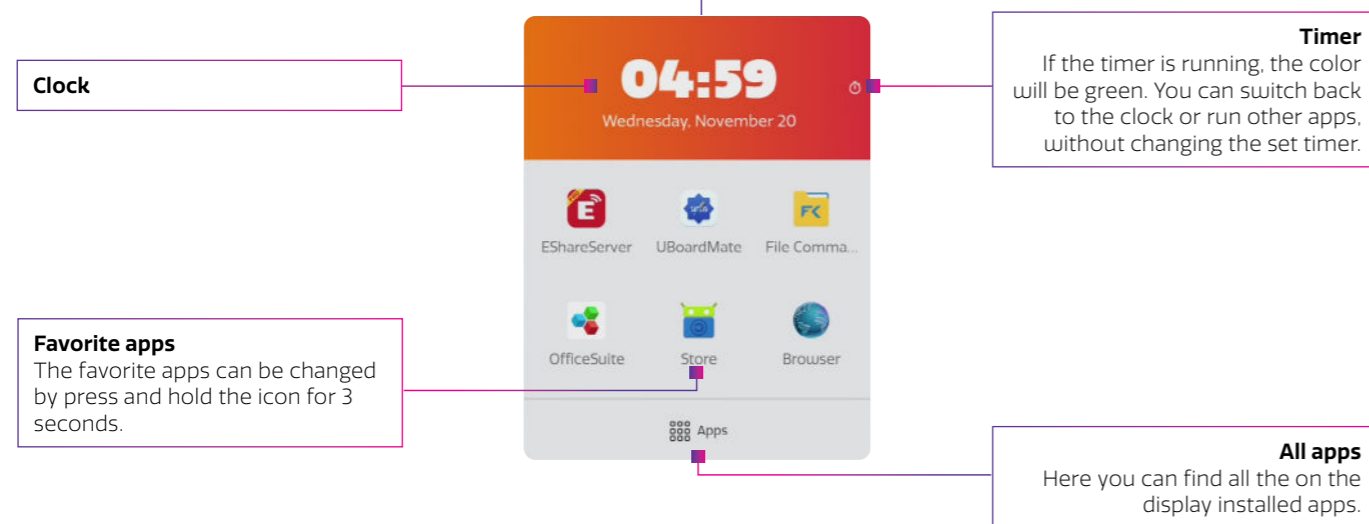 Clock
04:59
Wednesday, November 20
Timer
If the timer is running, the color
will be green. You can switch back
to the clock or run other apps,
without changing the set timer.
E
EShareServer
UBoardMate
FK
File Comma...
OfficeSuite
Store
Browser
Favorite apps
The favorite apps can be changed
by press and hold the icon for 3
seconds.
Apps
All apps
Here you can find all the on the
display installed apps.